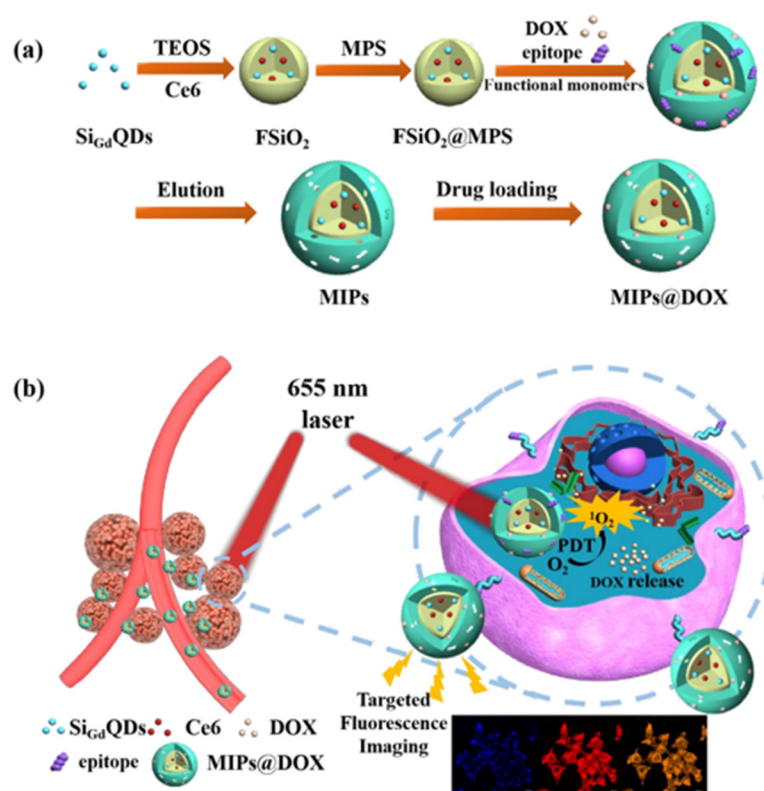 (a)
TEOS
Ce6
MPS
DOX
epitope
Functional monomers
SiGdQDs
FSiO2
FSiO2@MPS
Elution
Drug loading
MIPs
MIPs@DOX
(b)
655 nm
laser
1O2
PDT
O2
DOX release
Targeted
Fluorescence
Imaging
SiGdQDs Ce6 DOX
epitope MIPs@DOX